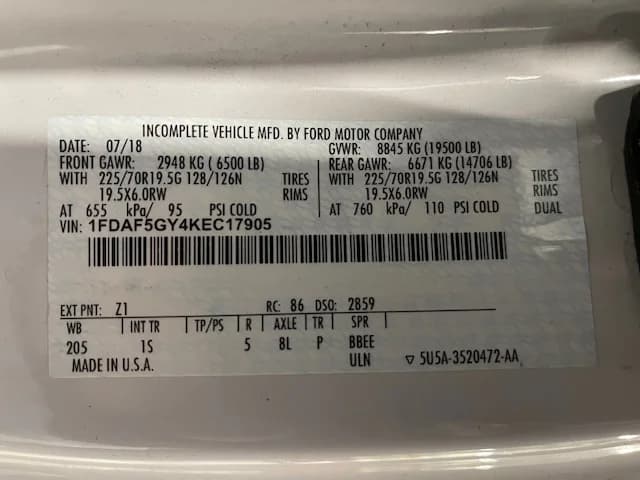 INCOMPLETE VEHICLE MFD. BY FORD MOTOR COMPANY
DATE: 07/18 GVWR: 8845 KG (19500 LB)
FRONT GAWR: 2948 KG ( 6500 LB) REAR GAWR: 6671 KG (14706 LB)
WITH 225/70R19.5G 128/126N TIRES WITH 225/70R19.5G 128/126N TIRES
19.5X6.0RW RIMS 19.5X6.0RW RIMS
AT 655 kPa/ 95 PSI COLD AT 760 kPa/ 110 PSI COLD DUAL
VIN: 1FDAF5GY4KEC17905
EXT PNT: Z1 RC: 86 DSO: 2859
WB INT TR TP/PS R AXLE TR SPR
205 1S 5 8L P BBEE
MADE IN U.S.A. ULN ▽ 5U5A-3520472-AA